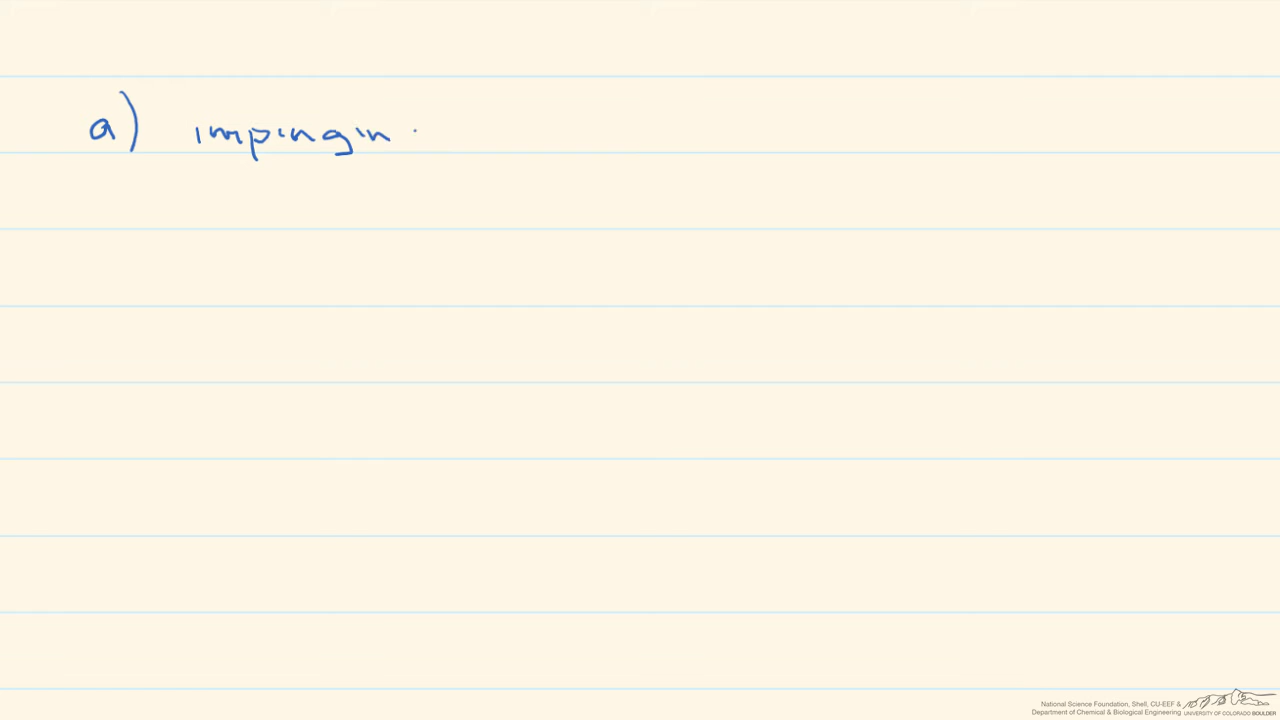 a) impingin
National Science Foundation, Shell, CU-EEF &
Department of Chemical & Biological Engineering UNIVERSITY OF COLORADO BOULDER